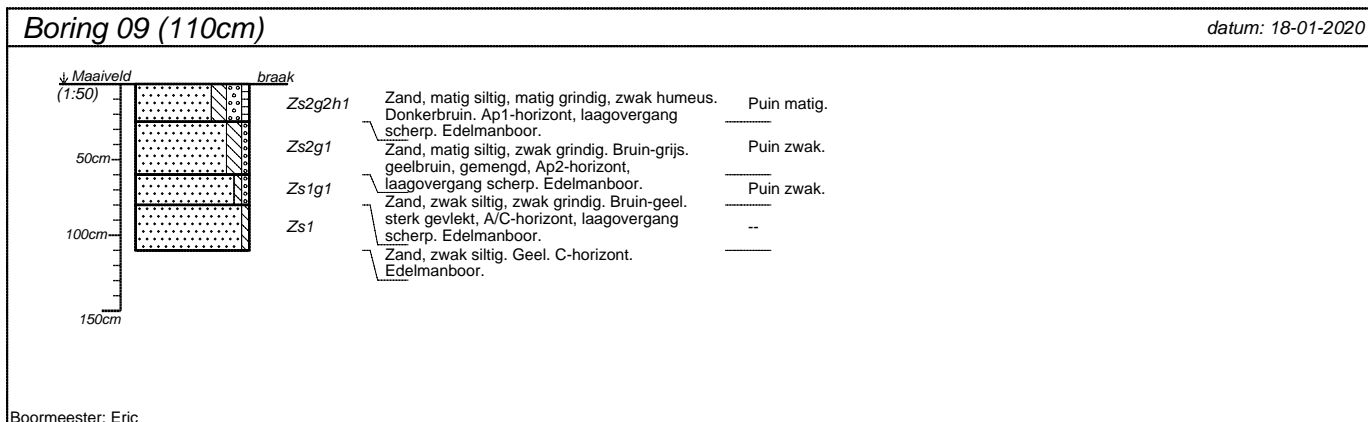 Boring 09 (110cm)
datum: 18-01-2020
Maaiveld
braak
(1:50)
Zs2g2h1
Zand, matig siltig, matig grindig, zwak humeus.
Donkerbruin. Ap1-horizont, laagovergang
scherp. Edelmanboor.
Puin matig.
50cm
Zs2g1
Zand, matig siltig, zwak grindig. Bruin-grijs.
geelbruin, gemengd, Ap2-horizont,
laagovergang scherp. Edelmanboor.
Puin zwak.
Zs1g1
Zand, zwak siltig, zwak grindig. Bruin-geel.
sterk gevlekt, A/C-horizont, laagovergang
scherp. Edelmanboor.
Puin zwak.
100cm
Zs1
Zand, zwak siltig. Geel. C-horizont.
Edelmanboor.
--
150cm
Boormeester: Eric